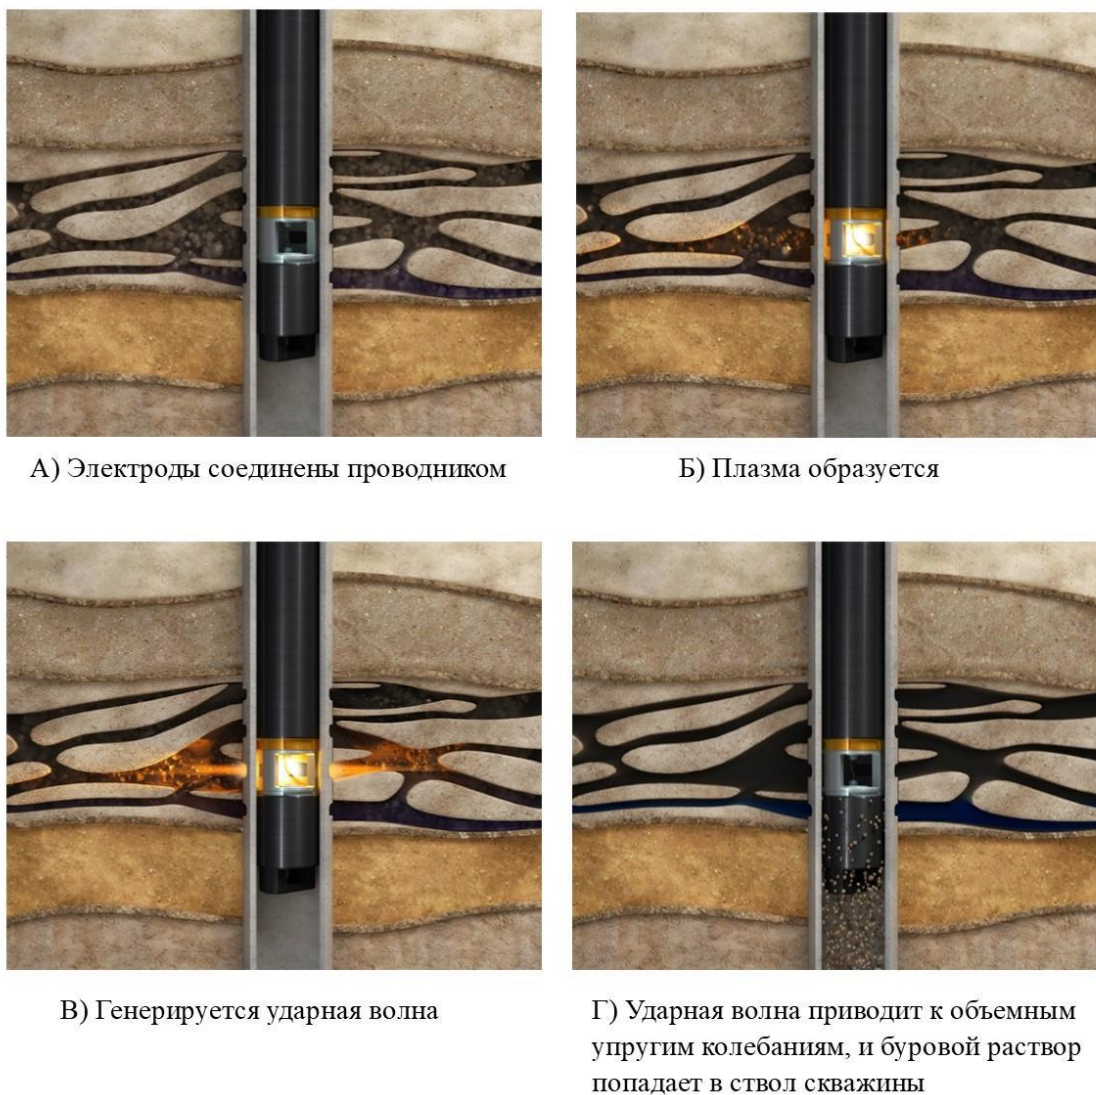 А) Электроды соединены проводником
Б) Плазма образуется
В) Генерируется ударная волна
Г) Ударная волна приводит к объемным
упругим колебаниям, и буровой раствор
попадает в ствол скважины